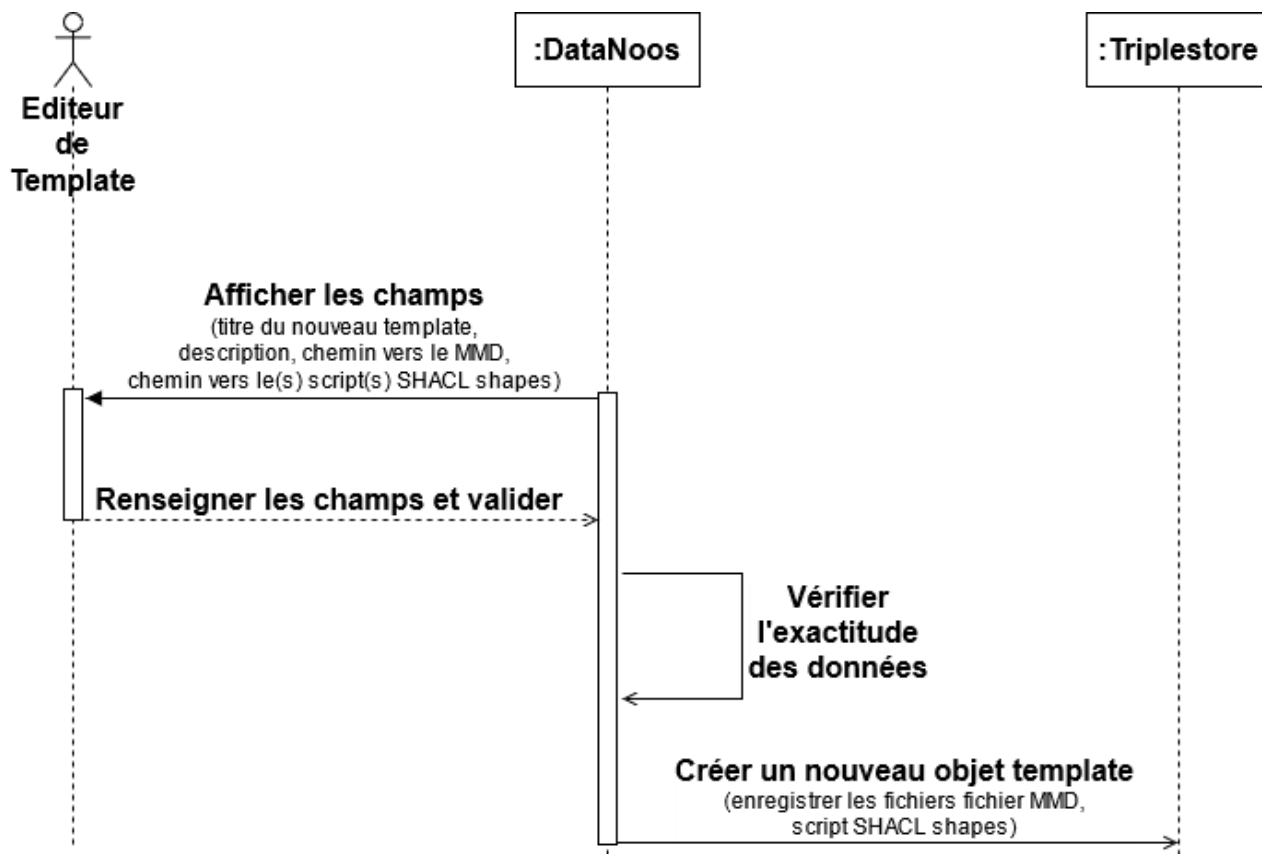 :DataNoos
:Triplestore
Editeur
de
Template
Afficher les champs
(titre du nouveau template,
description, chemin vers le MMD,
chemin vers le(s) script(s) SHACL shapes)
Renseigner les champs et valider
Vérifier
l'exactitude
des données
Créer un nouveau objet template
(enregistrer les fichiers fichier MMD,
script SHACL shapes)